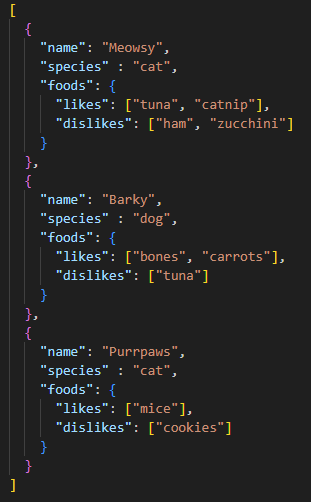 [
  {
    "name": "Meowsy",
    "species" : "cat",
    "foods": {
      "likes": ["tuna", "catnip"],
      "dislikes": ["ham", "zucchini"]
    }
  },
  {
    "name": "Barky",
    "species" : "dog",
    "foods": {
      "likes": ["bones", "carrots"],
      "dislikes": ["tuna"]
    }
  },
  {
    "name": "Purrpaws",
    "species" : "cat",
    "foods": {
      "likes": ["mice"],
      "dislikes": ["cookies"]
    }
  }
]